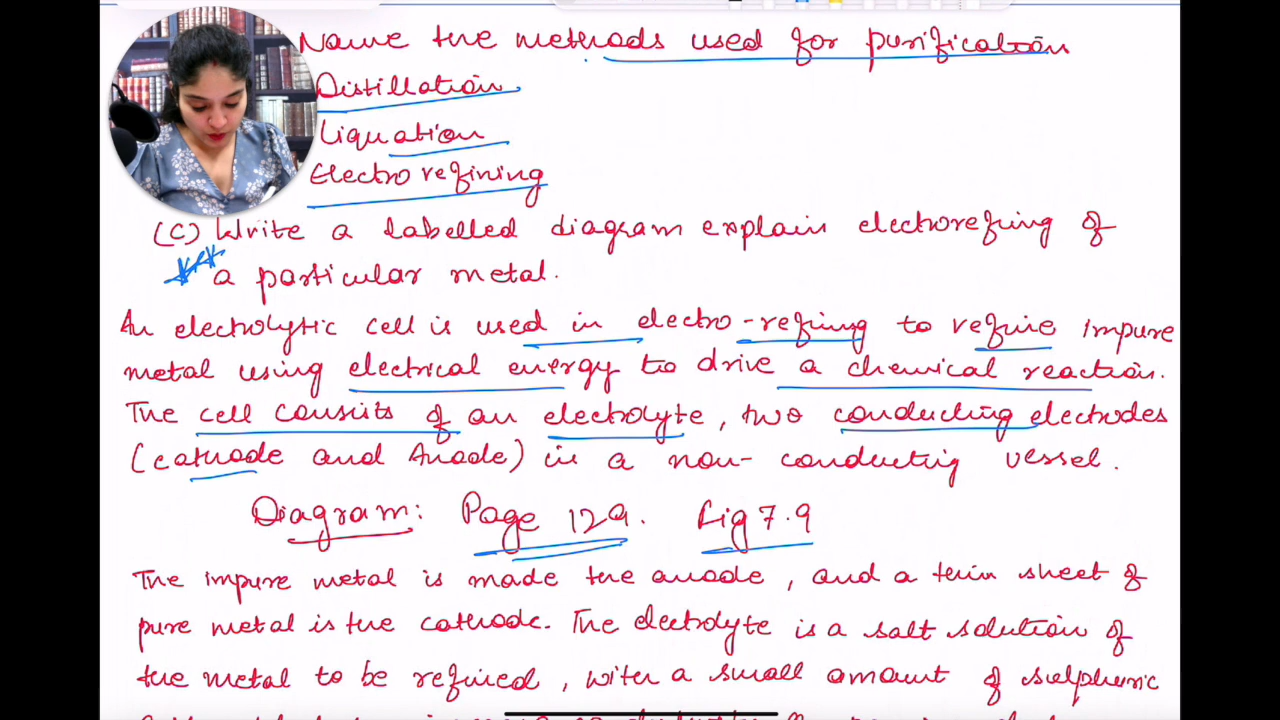 Name the methods used for purification
Distillation
Liquation
Electro refining
(C) Write a labelled diagram explain electrorefing of
a particular metal.
An electrolytic cell is used in electro-refining to refine impure
metal using electrical energy to drive a chemical reaction.
The cell consists of an electrolyte, two conducting electrodes
(cathode and Anode) in a non-conducting vessel.
Diagram: Page 129. Fig 7.9
The impure metal is made the anode, and a thin sheet of
pure metal is the cathode. The electrolyte is a salt solution of
the metal to be refined, with a small amount of sulpheric